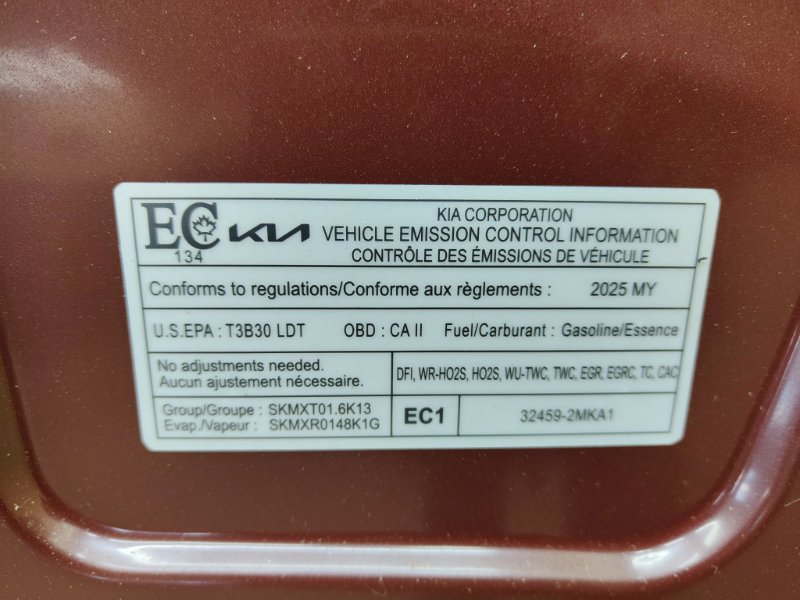 EC KIA
134
KIA CORPORATION
VEHICLE EMISSION CONTROL INFORMATION
CONTRÔLE DES ÉMISSIONS DE VÉHICULE
Conforms to regulations/Conforme aux règlements : 2025 MY
U.S.EPA : T3B30 LDT OBD : CA II Fuel/Carburant : Gasoline/Essence
No adjustments needed.
Aucun ajustement nécessaire.
DFI, WR-HO2S, HO2S, WU-TWC, TWC, EGR, EGRC, TC, CAC
Group/Groupe : SKMXT01.6K13
Evap./Vapeur : SKMXR0148K1G
EC1
32459-2MKA1